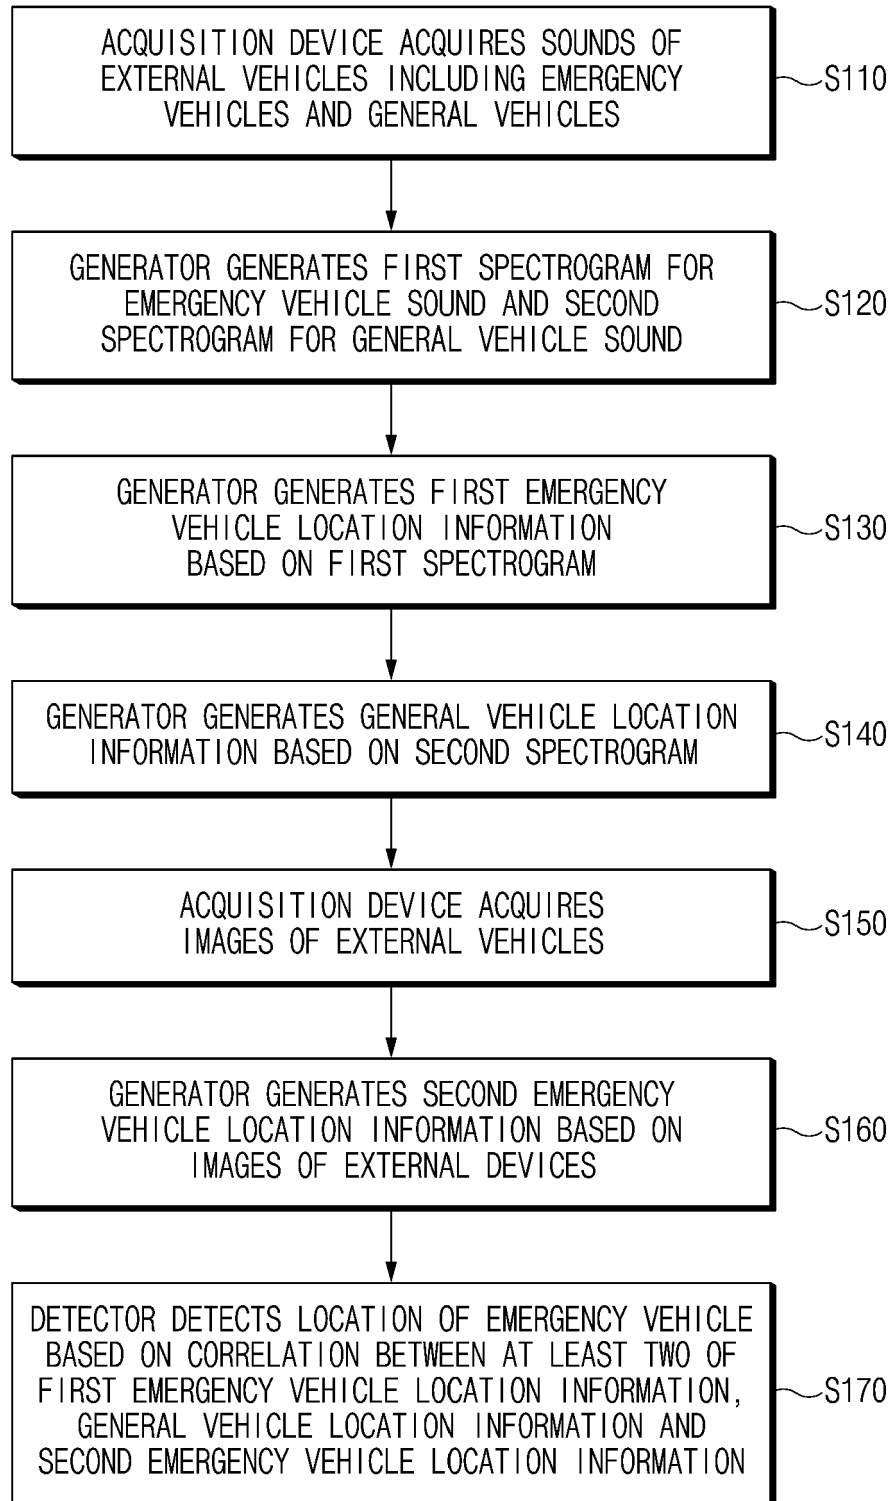 ACQUISITION DEVICE ACQUIRES SOUNDS OF
EXTERNAL VEHICLES INCLUDING EMERGENCY
VEHICLES AND GENERAL VEHICLES
S110
GENERATOR GENERATES FIRST SPECTROGRAM FOR
EMERGENCY VEHICLE SOUND AND SECOND
SPECTROGRAM FOR GENERAL VEHICLE SOUND
S120
GENERATOR GENERATES FIRST EMERGENCY
VEHICLE LOCATION INFORMATION
BASED ON FIRST SPECTROGRAM
S130
GENERATOR GENERATES GENERAL VEHICLE LOCATION
INFORMATION BASED ON SECOND SPECTROGRAM
S140
ACQUISITION DEVICE ACQUIRES
IMAGES OF EXTERNAL VEHICLES
S150
GENERATOR GENERATES SECOND EMERGENCY
VEHICLE LOCATION INFORMATION BASED ON
IMAGES OF EXTERNAL DEVICES
S160
DETECTOR DETECTS LOCATION OF EMERGENCY VEHICLE
BASED ON CORRELATION BETWEEN AT LEAST TWO OF
FIRST EMERGENCY VEHICLE LOCATION INFORMATION,
GENERAL VEHICLE LOCATION INFORMATION AND
SECOND EMERGENCY VEHICLE LOCATION INFORMATION
S170